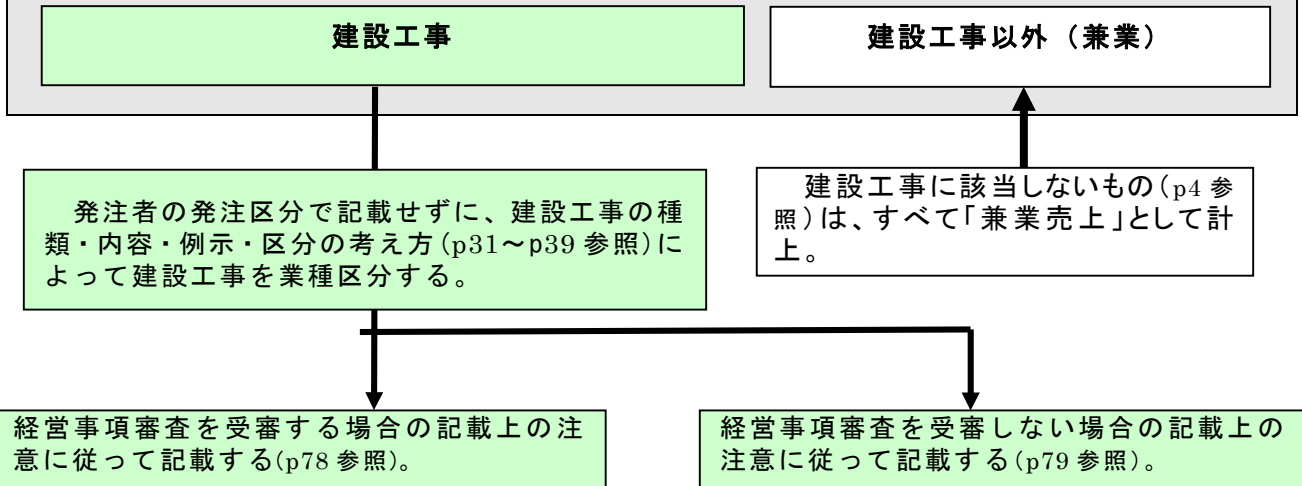 建設工事
建設工事以外（兼業）
発注者の発注区分で記載せずに、建設工事の種
類・内容・例示・区分の考え方(p31～p39 参照)に
よって建設工事を業種区分する。
建設工事に該当しないもの(p4 参
照)は、すべて「兼業売上」として計
上。
経営事項審査を受審する場合の記載上の注
意に従って記載する(p78 参照)。
経営事項審査を受審しない場合の記載上の
注意に従って記載する(p79 参照)。